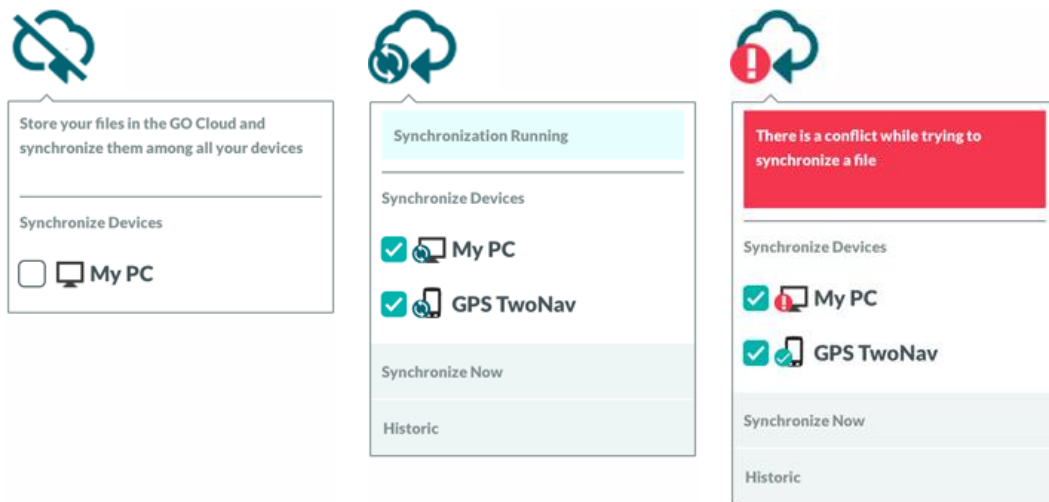 Store your files in the GO Cloud and
synchronize them among all your devices
Synchronize Devices
My PC
Synchronization Running
Synchronize Devices
My PC
GPS TwoNav
Synchronize Now
Historic
There is a conflict while trying to
synchronize a file
Synchronize Devices
My PC
GPS TwoNav
Synchronize Now
Historic